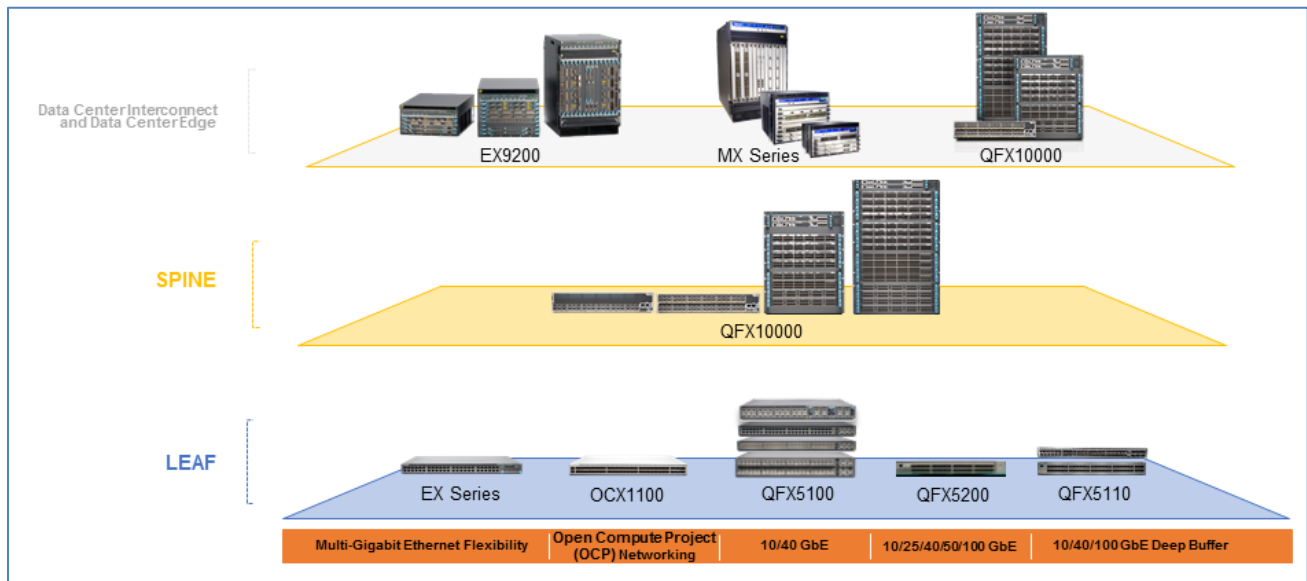 Data Center Interconnect
and Data Center Edge
EX9200
MX Series
QFX10000
SPINE
QFX10000
LEAF
EX Series
OCX1100
QFX5100
QFX5200
QFX5110
Multi-Gigabit Ethernet Flexibility
Open Compute Project
(OCP) Networking
10/40 GbE
10/25/40/50/100 GbE
10/40/100 GbE Deep Buffer